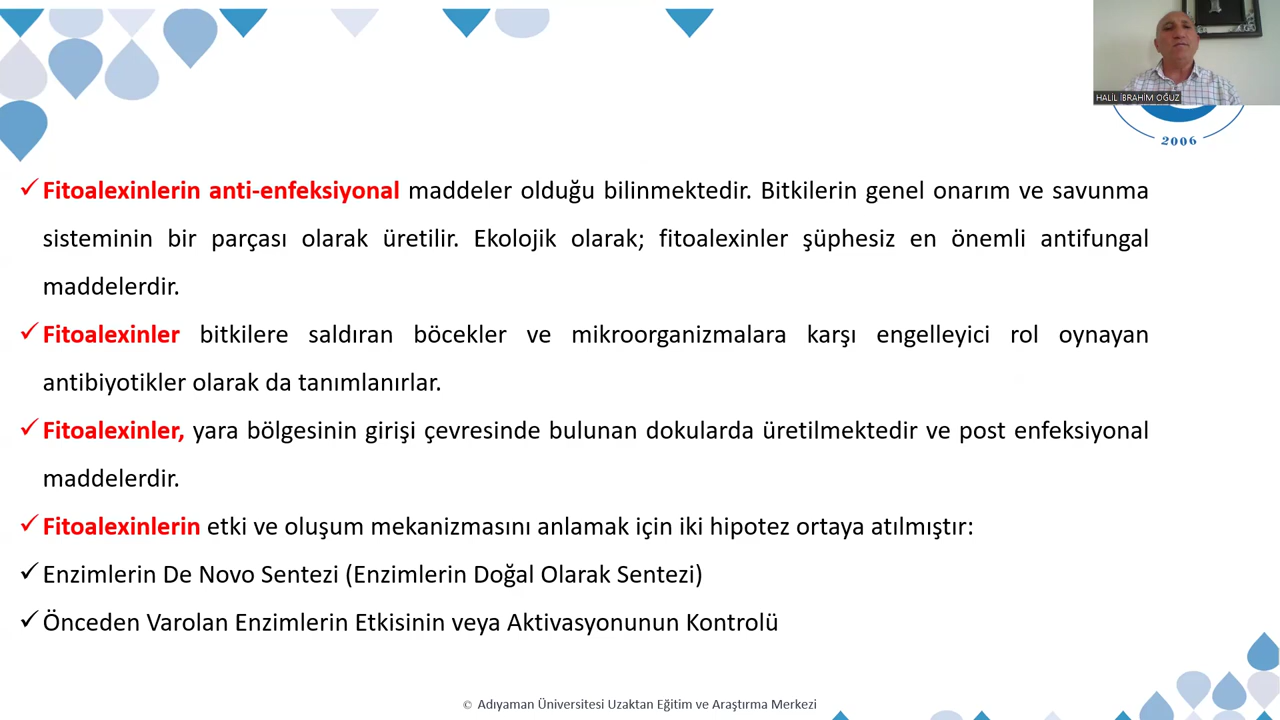 HALİL İBRAHİM OĞUZ
2006
Fitoalexinlerin anti-enfeksiyonal maddeler olduğu bilinmektedir. Bitkilerin genel onarım ve savunma
sisteminin bir parçası olarak üretilir. Ekolojik olarak; fitoalexinler şüphesiz en önemli antifungal
maddelerdir.
Fitoalexinler bitkilere saldıran böcekler ve mikroorganizmalara karşı engelleyici rol oynayan
antibiyotikler olarak da tanımlanırlar.
Fitoalexinler, yara bölgesinin girişi çevresinde bulunan dokularda üretilmektedir ve post enfeksiyonal
maddelerdir.
Fitoalexinlerin etki ve oluşum mekanizmasını anlamak için iki hipotez ortaya atılmıştır:
Enzimlerin De Novo Sentezi (Enzimlerin Doğal Olarak Sentezi)
Önceden Varolan Enzimlerin Etkisinin veya Aktivasyonunun Kontrolü
© Adıyaman Üniversitesi Uzaktan Eğitim ve Araştırma Merkezi